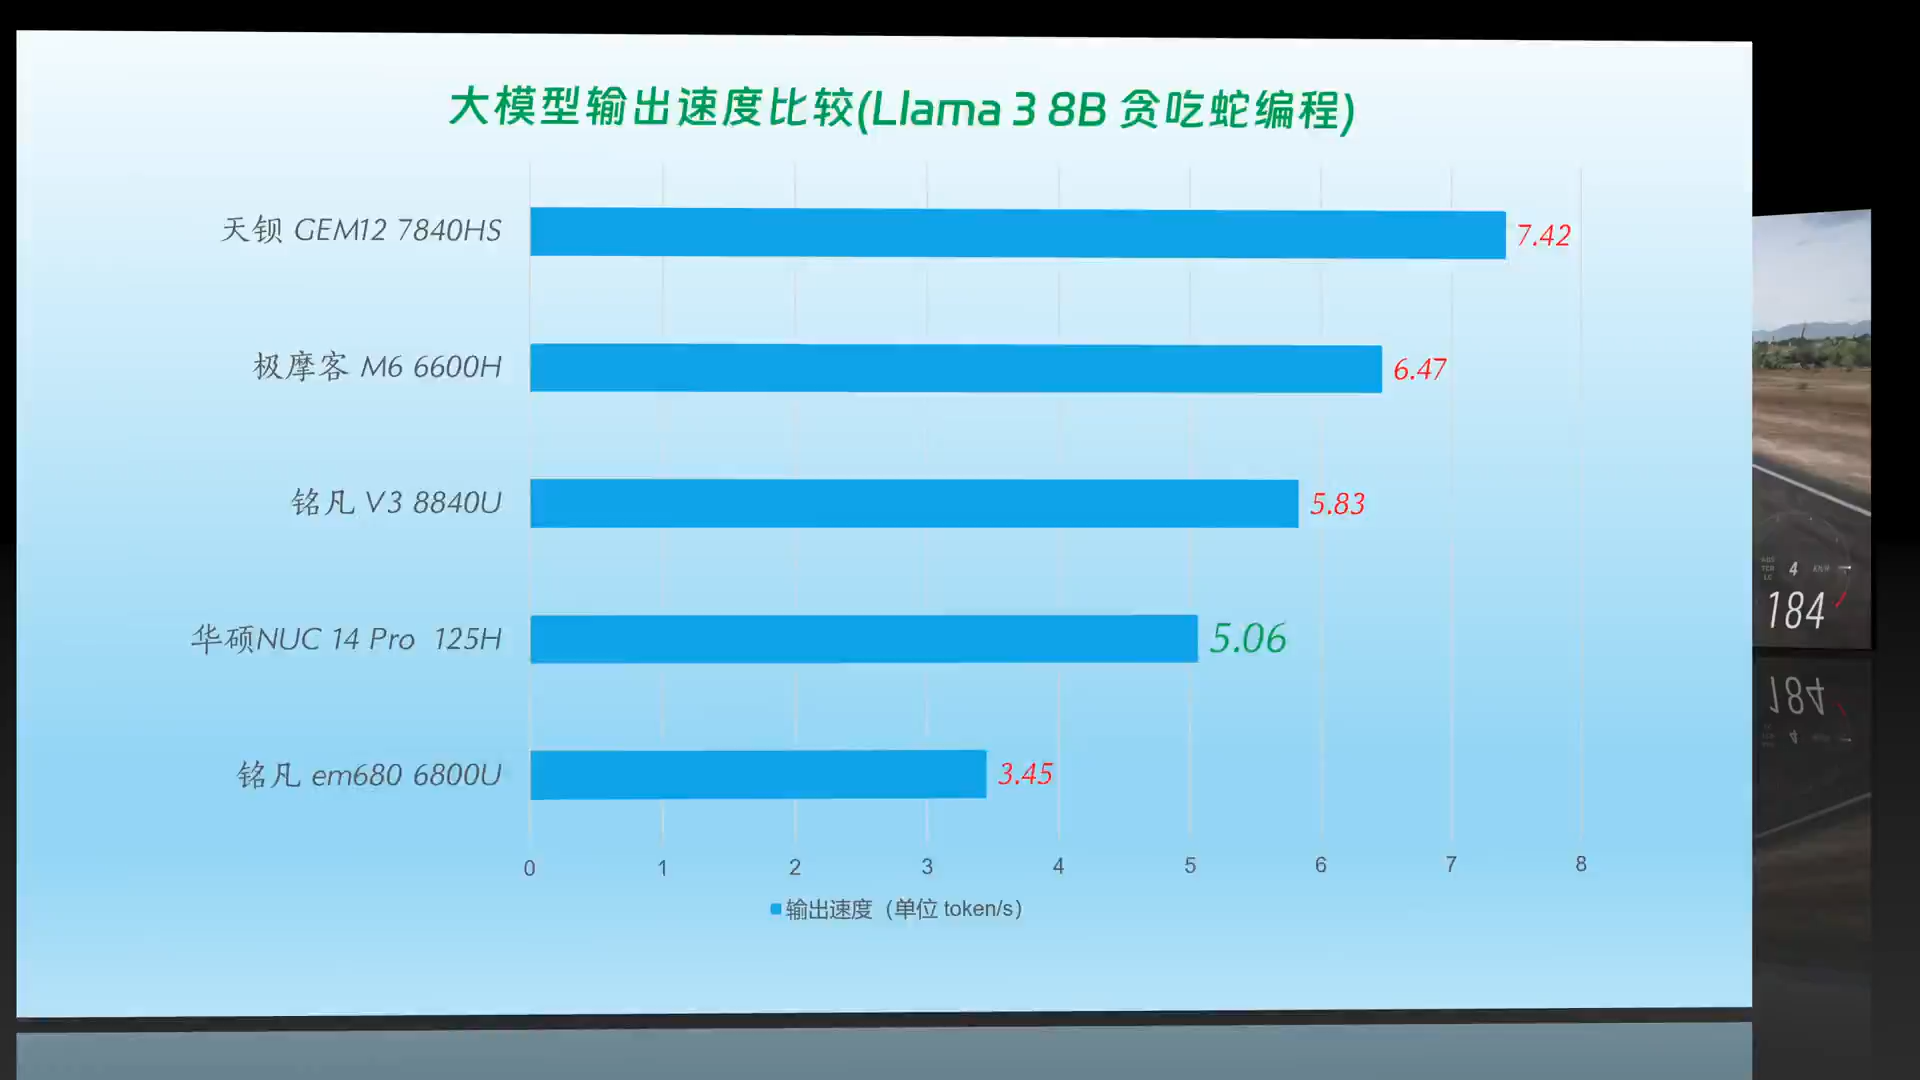 大模型输出速度比较(Llama 3 8B 贪吃蛇编程)
天钡 GEM12 7840HS
7.42
极摩客 M6 6600H
6.47
铭凡 V3 8840U
5.83
华硕NUC 14 Pro 125H
5.06
铭凡 em680 6800U
3.45
0 1 2 3 4 5 6 7 8
输出速度（单位 token/s）
4
184